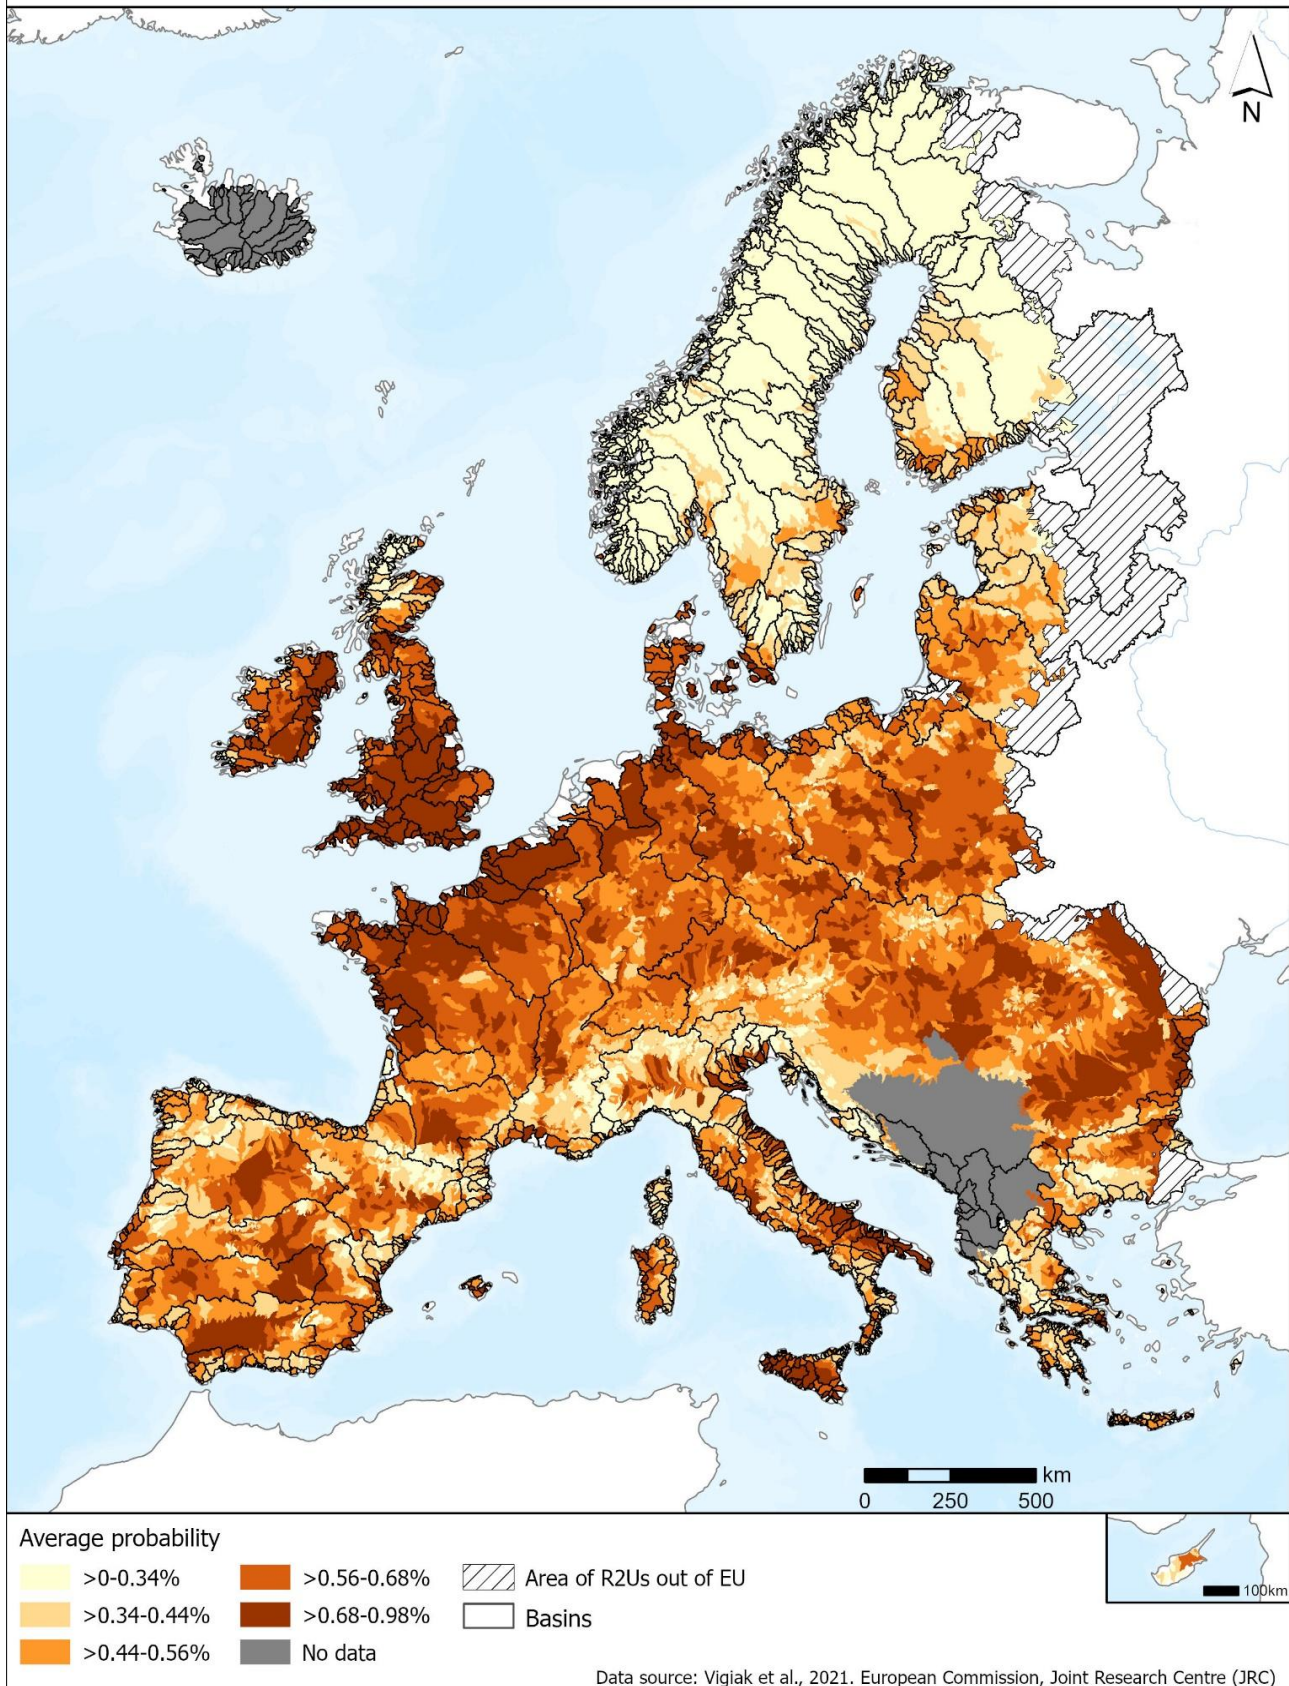 N
km
0 250 500
Average probability
>0-0.34% >0.56-0.68% Area of R2Us out of EU
>0.34-0.44% >0.68-0.98% Basins
>0.44-0.56% No data
100km
Data source: Vigiak et al., 2021. European Commission, Joint Research Centre (JRC)